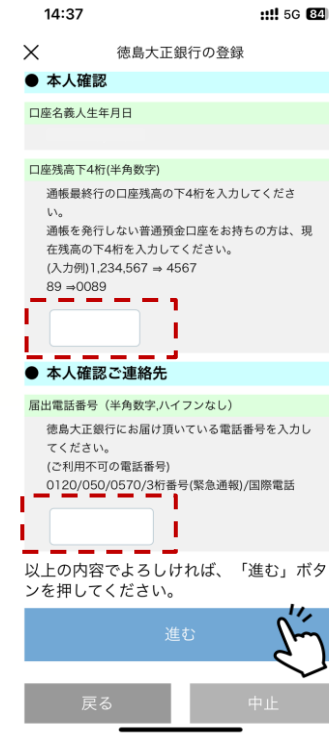 14:37
5G 84
徳島大正銀行の登録
● 本人確認
口座名義人生年月日
口座残高下4桁(半角数字)
通帳最終行の口座残高の下4桁を入力してくださ
い。
通帳を発行しない普通預金口座をお持ちの方は、現
在残高の下4桁を入力してください。
(入力例)1,234,567 ⇒ 4567
89 ⇒0089
● 本人確認ご連絡先
届出電話番号（半角数字,ハイフンなし）
徳島大正銀行にお届け頂いている電話番号を入力し
てください。
(ご利用不可の電話番号)
0120/050/0570/3桁番号(緊急通報)/国際電話
以上の内容でよろしければ、「進む」ボタ
ンを押してください。
進む
戻る
中止